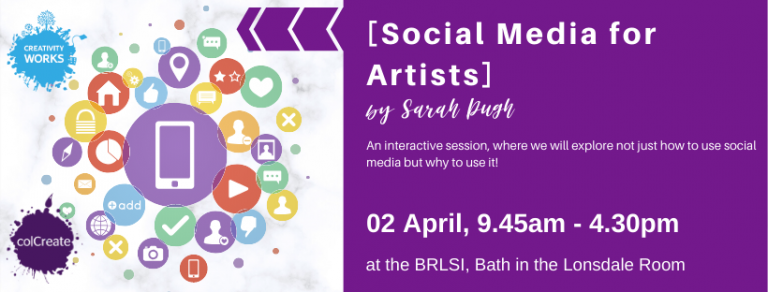 CREATIVITY
WORKS
add
colCreate
[Social Media for
Artists]
by Sarah Pugh
An interactive session, where we will explore not just how to use social
media but why to use it!
02 April, 9.45am - 4.30pm
at the BRLSI, Bath in the Lonsdale Room